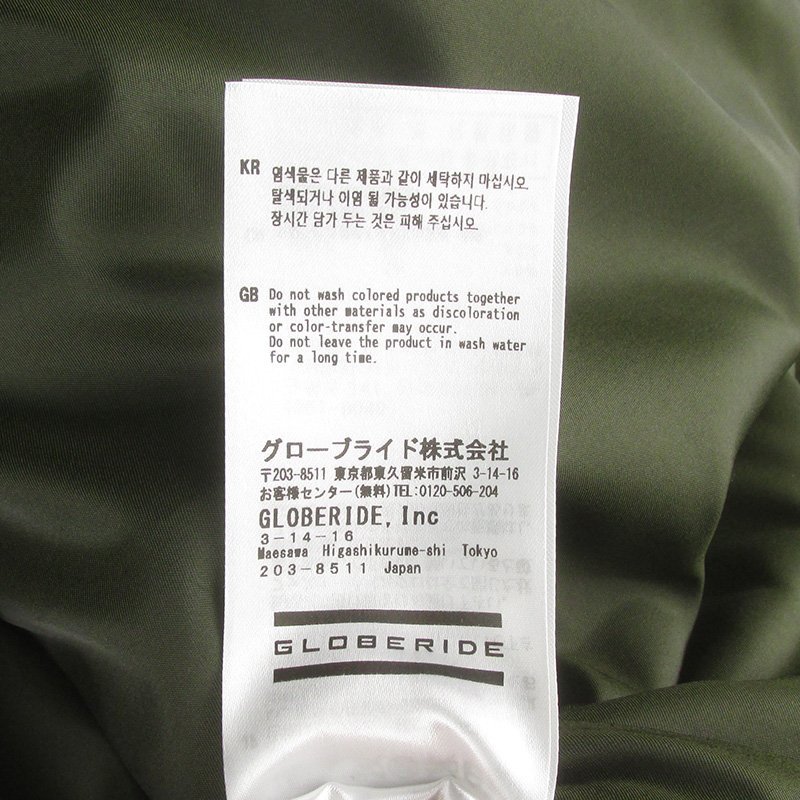 KR 염색물은 다른 제품과 같이 세탁하지 마십시오.
탈색되거나 이염 될 가능성이 있습니다.
장시간 담가 두는 것은 피해 주십시오.
GB Do not wash colored products together
with other materials as discoloration
or color-transfer may occur.
Do not leave the product in wash water
for a long time.
グローブライド株式会社
〒203-8511 東京都東久留米市前沢 3-14-16
お客様センター(無料)TEL:0120-506-204
GLOBERIDE, Inc
3-14-16
Maesawa Higashikurume-shi Tokyo
203-8511 Japan
GLOBERIDE